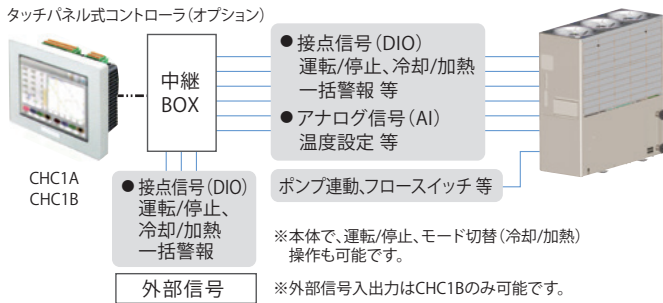 タッチパネル式コントローラ（オプション）
CHC1A
CHC1B
中継
BOX
●接点信号（DIO）
運転/停止、冷却/加熱
一括警報 等
●アナログ信号（AI）
温度設定 等
ポンプ連動、フロースイッチ 等
●接点信号（DIO）
運転/停止、
冷却/加熱
一括警報
外部信号
※本体で、運転/停止、モード切替（冷却/加熱）
操作も可能です。
※外部信号入出力はCHC1Bのみ可能です。